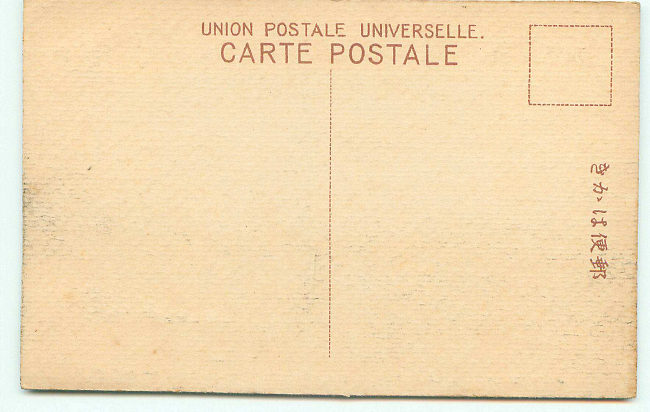 UNION POSTALE UNIVERSELLE.
CARTE POSTALE
郵便はかき